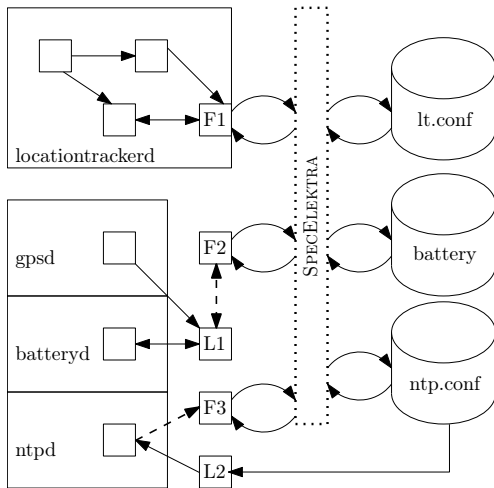 F1
lt.conf
locationtrackerd
SPECELEKTRA
gpsd
F2
battery
batteryd
L1
ntp.conf
F3
ntpd
L2